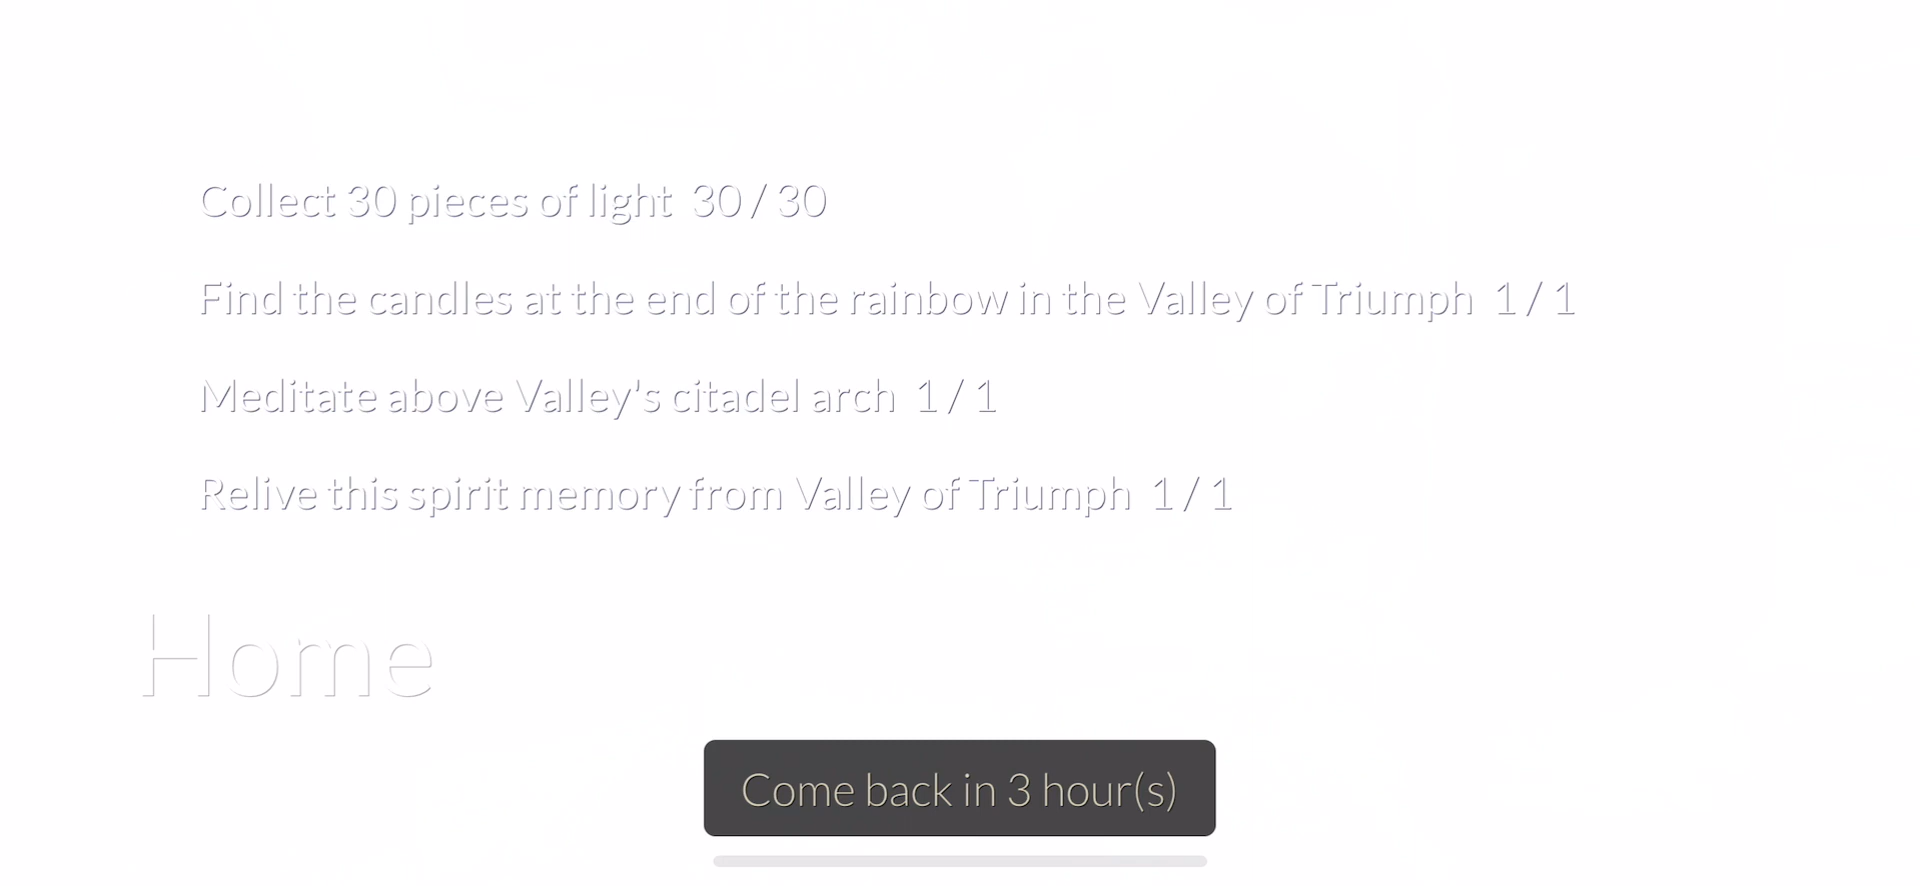 Collect 30 pieces of light 30 / 30
Find the candles at the end of the rainbow in the Valley of Triumph 1 / 1
Meditate above Valley's citadel arch 1 / 1
Relive this spirit memory from Valley of Triumph 1 / 1
Home
Come back in 3 hour(s)